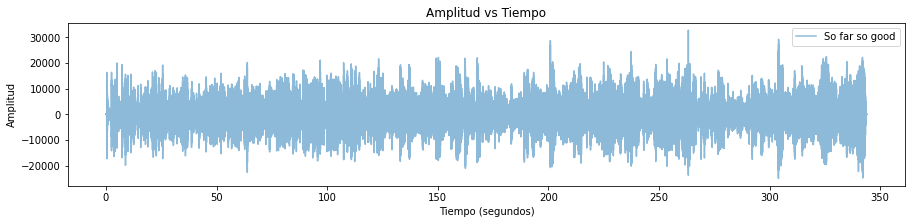 Amplitud vs Tiempo
So far so good
30000
20000
10000
0
−10000
−20000
Amplitud
0 50 100 150 200 250 300 350
Tiempo (segundos)